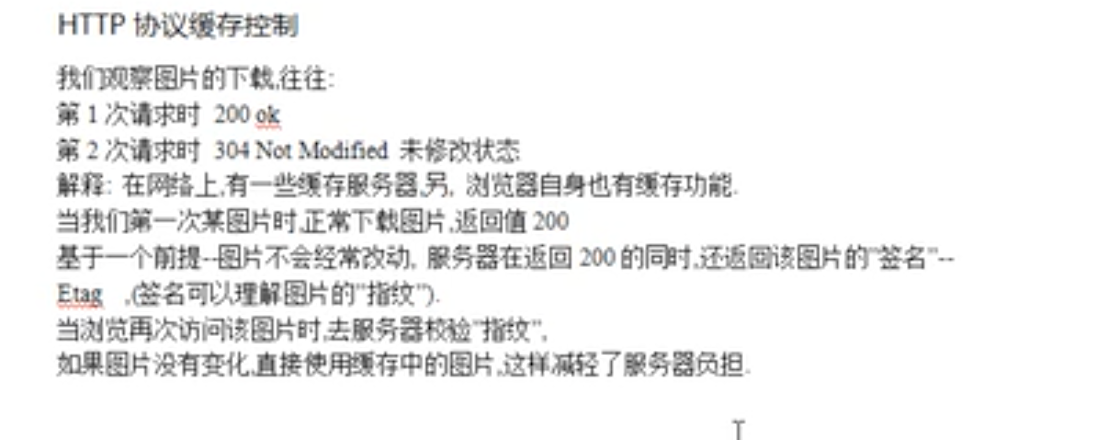 HTTP 协议缓存控制
我们观察图片的下载,往往:
第 1 次请求时 200 ok
第 2 次请求时 304 Not Modified 未修改状态
解释: 在网络上,有一些缓存服务器,另, 浏览器自身也有缓存功能.
当我们第一次某图片时,正常下载图片,返回值 200
基于一个前提--图片不会经常改动, 服务器在返回 200 的同时,还返回该图片的"签名"--
Etag ,(签名可以理解图片的"指纹").
当浏览再次访问该图片时,去服务器校验"指纹",
如果图片没有变化,直接使用缓存中的图片,这样减轻了服务器负担.